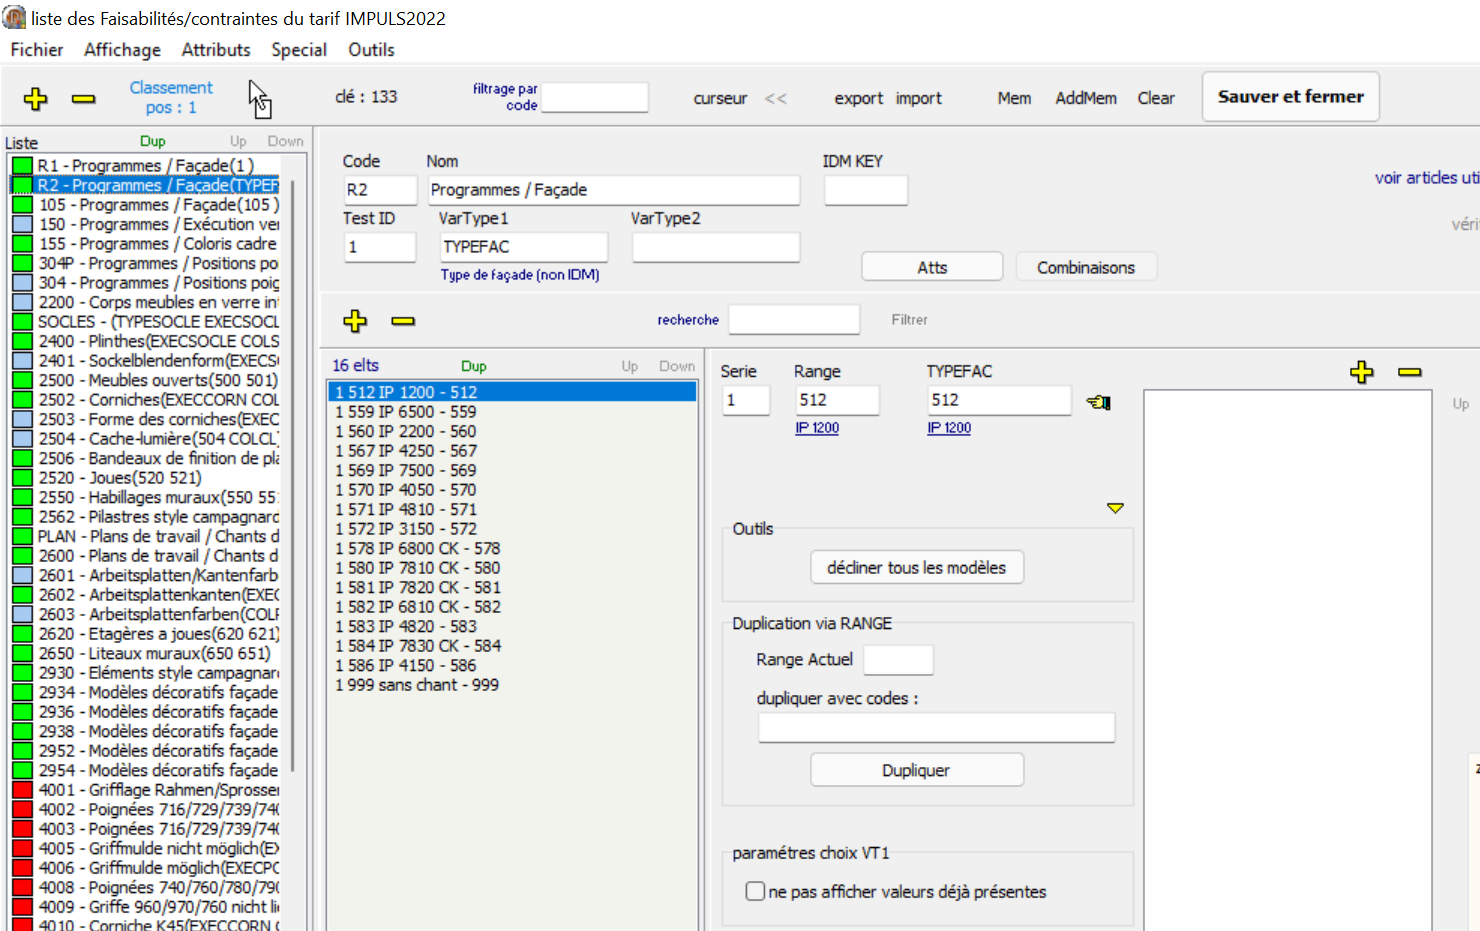 liste des Faisabilités/contraintes du tarif IMPULS2022
Fichier Affichage Attributs Special Outils
Classement
pos : 1
clé : 133
filtrage par
code
curseur <<
export import
Mem AddMem Clear
Sauver et fermer
Liste Dup Up Down
R1 - Programmes / Façade(1 )
R2 - Programmes / Façade(TYPEF
105 - Programmes / Façade(105 )
150 - Programmes / Exécution ve
155 - Programmes / Coloris cadre
304P - Programmes / Positions po
304 - Programmes / Positions poig
2200 - Corps meubles en verre in
SOCLES - (TYPESOCLE EXECSOCL
2400 - Plinthes(EXECSOCLE COLS
2401 - Sockelblendenform(EXECS
2500 - Meubles ouverts(500 501)
2502 - Corniches(EXECCORN COL
2503 - Forme des corniches(EXEC
2504 - Cache-lumière(504 COLCL
2506 - Bandeaux de finition de pla
2520 - Joues(520 521)
2550 - Habillages muraux(550 55
2562 - Pilastres style campagnard
PLAN - Plans de travail / Chants d
2600 - Plans de travail / Chants d
2601 - Arbeitsplatten/Kantenfarb
2602 - Arbeitsplattenkanten(EXEC
2603 - Arbeitsplattenfarben(COLP
2620 - Etagères a joues(620 621)
2650 - Liteaux muraux(650 651)
2930 - Eléments style campagnar
2934 - Modèles décoratifs façade
2936 - Modèles décoratifs façade
2938 - Modèles décoratifs façade
2952 - Modèles décoratifs façade
2954 - Modèles décoratifs façade
4001 - Grifflage Rahmen/Sprosse
4002 - Poignées 716/729/739/740
4003 - Poignées 716/729/739/740
4005 - Griffmulde nicht möglich(EX
4006 - Griffmulde möglich(EXECPO
4008 - Poignées 740/760/780/790
4009 - Griffe 960/970/760 nicht li
4010 - Corniche K45(EXECCORN C
Code Nom IDM KEY
R2 Programmes / Façade
Test ID VarType1 VarType2
1 TYPEFAC
Type de façade (non IDM)
voir articles uti
véri
Atts Combinaisons
recherche Filtrer
16 elts Dup Up Down
1 512 IP 1200 - 512
1 559 IP 6500 - 559
1 560 IP 2200 - 560
1 567 IP 4250 - 567
1 569 IP 7500 - 569
1 570 IP 4050 - 570
1 571 IP 4810 - 571
1 572 IP 3150 - 572
1 578 IP 6800 CK - 578
1 580 IP 7810 CK - 580
1 581 IP 7820 CK - 581
1 582 IP 6810 CK - 582
1 583 IP 4820 - 583
1 584 IP 7830 CK - 584
1 586 IP 4150 - 586
1 999 sans chant - 999
Serie Range TYPEFAC
1 512 512
IP 1200 IP 1200
Up
Outils
décliner tous les modèles
Duplication via RANGE
Range Actuel
dupliquer avec codes :
Dupliquer
paramétres choix VT1
ne pas afficher valeurs déjà présentes